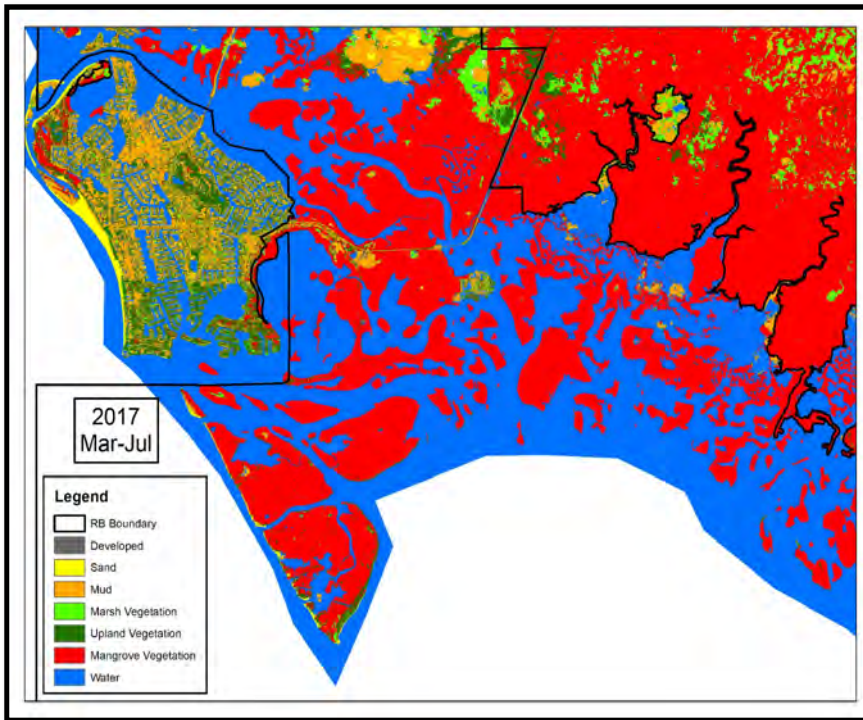 2017
Mar-Jul
Legend
RB Boundary
Developed
Sand
Mud
Marsh Vegetation
Upland Vegetation
Mangrove Vegetation
Water